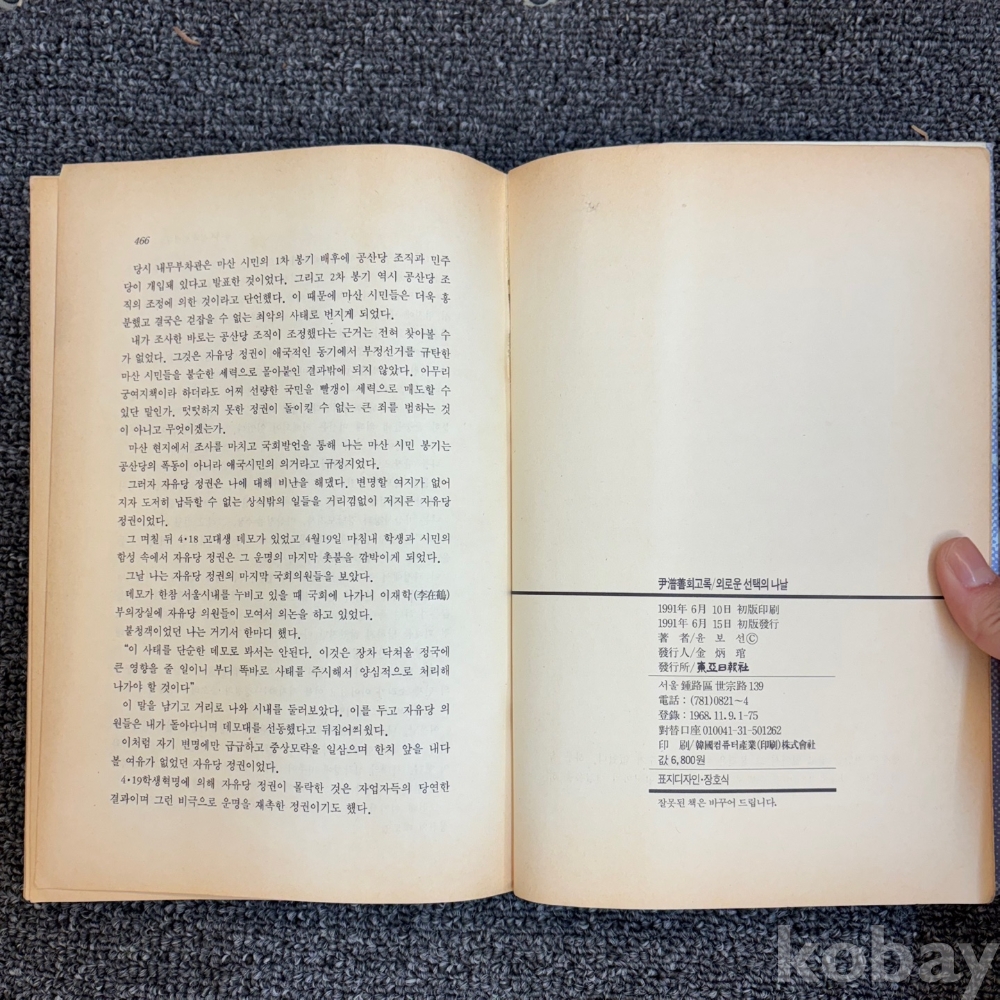 466
당시 내무부차관은 마산 시민의 1차 봉기 배후에 공산당 조직과 민주
당이 개입돼 있다고 발표한 것이었다. 그리고 2차 봉기 역시 공산당 조
직의 조정에 의한 것이라고 단언했다. 이 때문에 마산 시민들은 더욱 흥
분했고 결국은 걷잡을 수 없는 최악의 사태로 번지게 되었다.
내가 조사한 바로는 공산당 조직이 조정했다는 근거는 전혀 찾아볼 수
가 없었다. 그것은 자유당 정권이 애국적인 동기에서 부정선거를 규탄한
마산 시민들을 불순한 세력으로 몰아붙인 결과밖에 되지 않았다. 아무리
궁여지책이라 하더라도 어찌 선량한 국민을 빨갱이 세력으로 매도할 수
있단 말인가. 떳떳하지 못한 정권이 돌이킬 수 없는 큰 죄를 범하는 것
이 아니고 무엇이겠는가.
마산 현지에서 조사를 마치고 국회발언을 통해 나는 마산 시민 봉기는
공산당의 폭동이 아니라 애국시민의 의거라고 규정지었다.
그러자 자유당 정권은 나에 대해 비난을 해댔다. 변명할 여지가 없어
지자 도저히 납득할 수 없는 상식밖의 일들을 거리낌없이 저지른 자유당
정권이었다.
그 며칠 뒤 4•18 고대생 데모가 있었고 4월19일 마침내 학생과 시민의
함성 속에서 자유당 정권은 그 운명의 마지막 촛불을 깜박이게 되었다.
그날 나는 자유당 정권의 마지막 국회의원들을 보았다.
데모가 한참 서울시내를 누비고 있을 때 국회에 나가니 이재학(李在鶴)
부의장실에 자유당 의원들이 모여서 의논을 하고 있었다.
불청객이었던 나는 거기서 한마디 했다.
“이 사태를 단순한 데모로 봐서는 안된다. 이것은 장차 닥쳐올 정국에
큰 영향을 줄 일이니 부디 똑바로 사태를 주시해서 양심적으로 처리해
나가야 할 것이다”
이 말을 남기고 거리로 나와 시내를 둘러보았다. 이를 두고 자유당 의
원들은 내가 돌아다니며 데모대를 선동했다고 뒤집어씌웠다.
이처럼 자기 변명에만 급급하고 중상모략을 일삼으며 한치 앞을 내다
볼 여유가 없었던 자유당 정권이었다.
4•19학생혁명에 의해 자유당 정권이 몰락한 것은 자업자득의 당연한
결과이며 그런 비극으로 운명을 재촉한 정권이기도 했다.
尹潽善회고록/외로운 선택의 나날
1991年 6月 10日 初版印刷
1991年 6月 15日 初版發行
著 者/윤 보 선ⓒ
發行人/金 炳 琯
發行所/東亞日報社
서울 鍾路區 世宗路 139
電話：(781)0821~4
登錄：1968.11.9.1-75
對替口座 010041-31-501262
印 刷/韓國컴퓨터産業(印刷)株式會社
값 6,800원
표지디자인•장호식
잘못된 책은 바꾸어 드립니다.
kobay